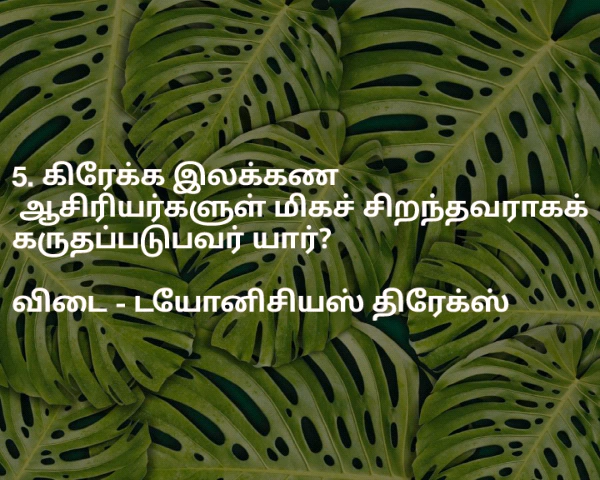 5. கிரேக்க இலக்கண
ஆசிரியர்களுள் மிகச் சிறந்தவராகக்
கருதப்படுபவர் யார்?
விடை - டயோனிசியஸ் திரேக்ஸ்